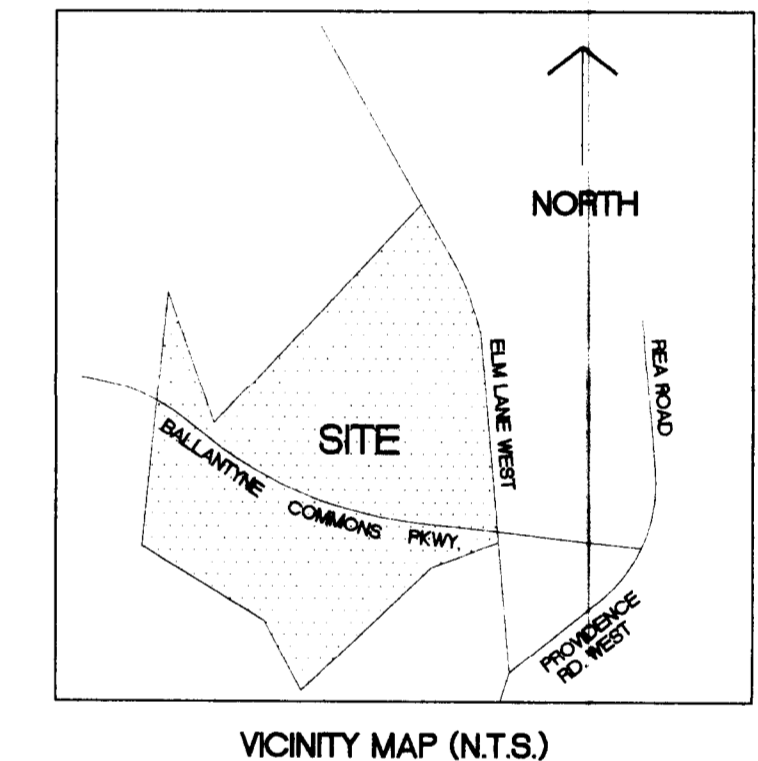 NORTH
ELM LANE WEST
REA ROAD
SITE
BALLANTYNE COMMONS PKWY.
PROVIDENCE
RD. WEST
VICINITY MAP (N.T.S.)